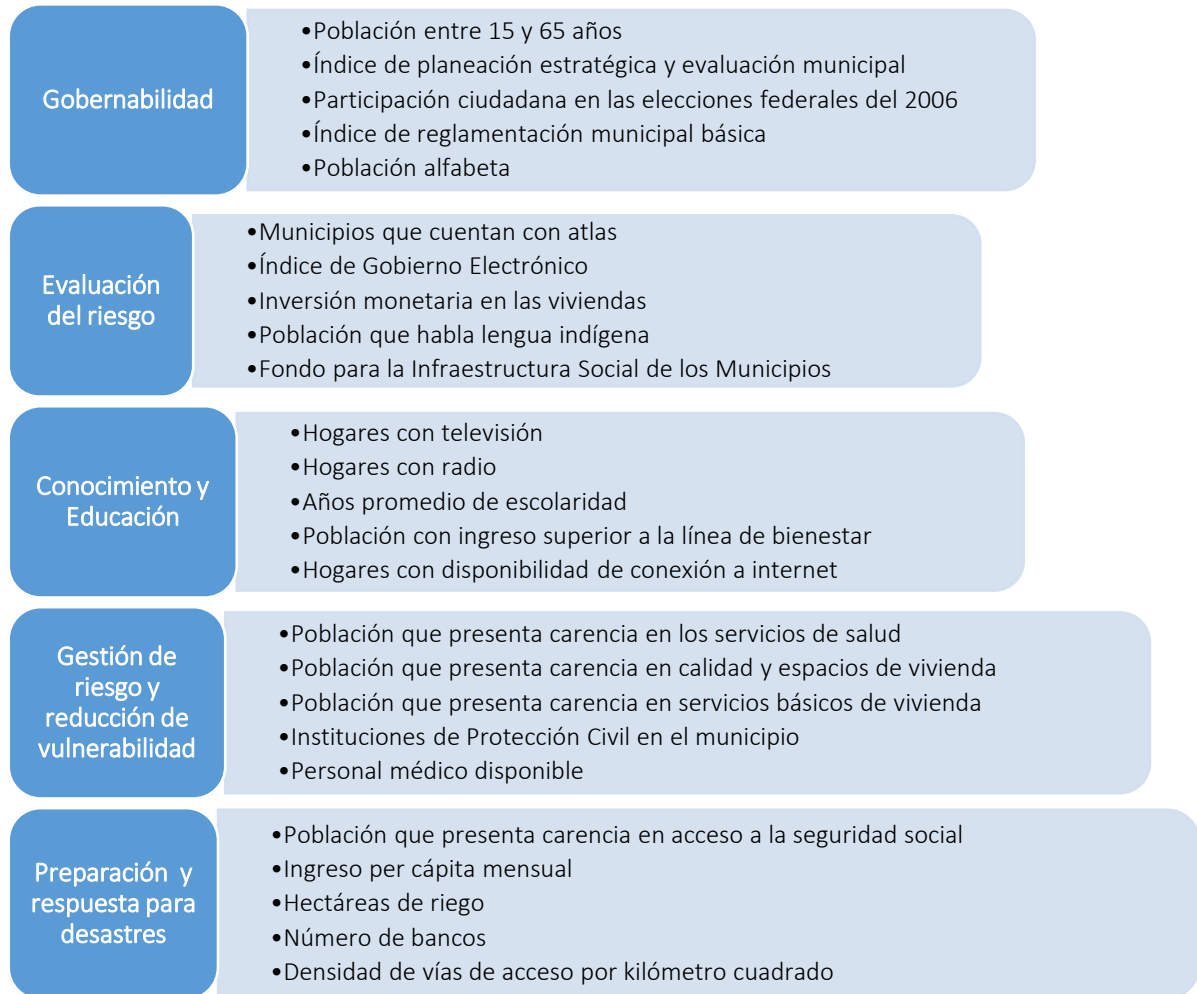 Gobernabilidad
•Población entre 15 y 65 años
•Índice de planeación estratégica y evaluación municipal
•Participación ciudadana en las elecciones federales del 2006
•Índice de reglamentación municipal básica
•Población alfabeta
Evaluación
del riesgo
•Municipios que cuentan con atlas
•Índice de Gobierno Electrónico
•Inversión monetaria en las viviendas
•Población que habla lengua indígena
•Fondo para la Infraestructura Social de los Municipios
Conocimiento y
Educación
•Hogares con televisión
•Hogares con radio
•Años promedio de escolaridad
•Población con ingreso superior a la línea de bienestar
•Hogares con disponibilidad de conexión a internet
Gestión de
riesgo y
reducción de
vulnerabilidad
•Población que presenta carencia en los servicios de salud
•Población que presenta carencia en calidad y espacios de vivienda
•Población que presenta carencia en servicios básicos de vivienda
•Instituciones de Protección Civil en el municipio
•Personal médico disponible
Preparación y
respuesta para
desastres
•Población que presenta carencia en acceso a la seguridad social
•Ingreso per cápita mensual
•Hectáreas de riego
•Número de bancos
•Densidad de vías de acceso por kilómetro cuadrado